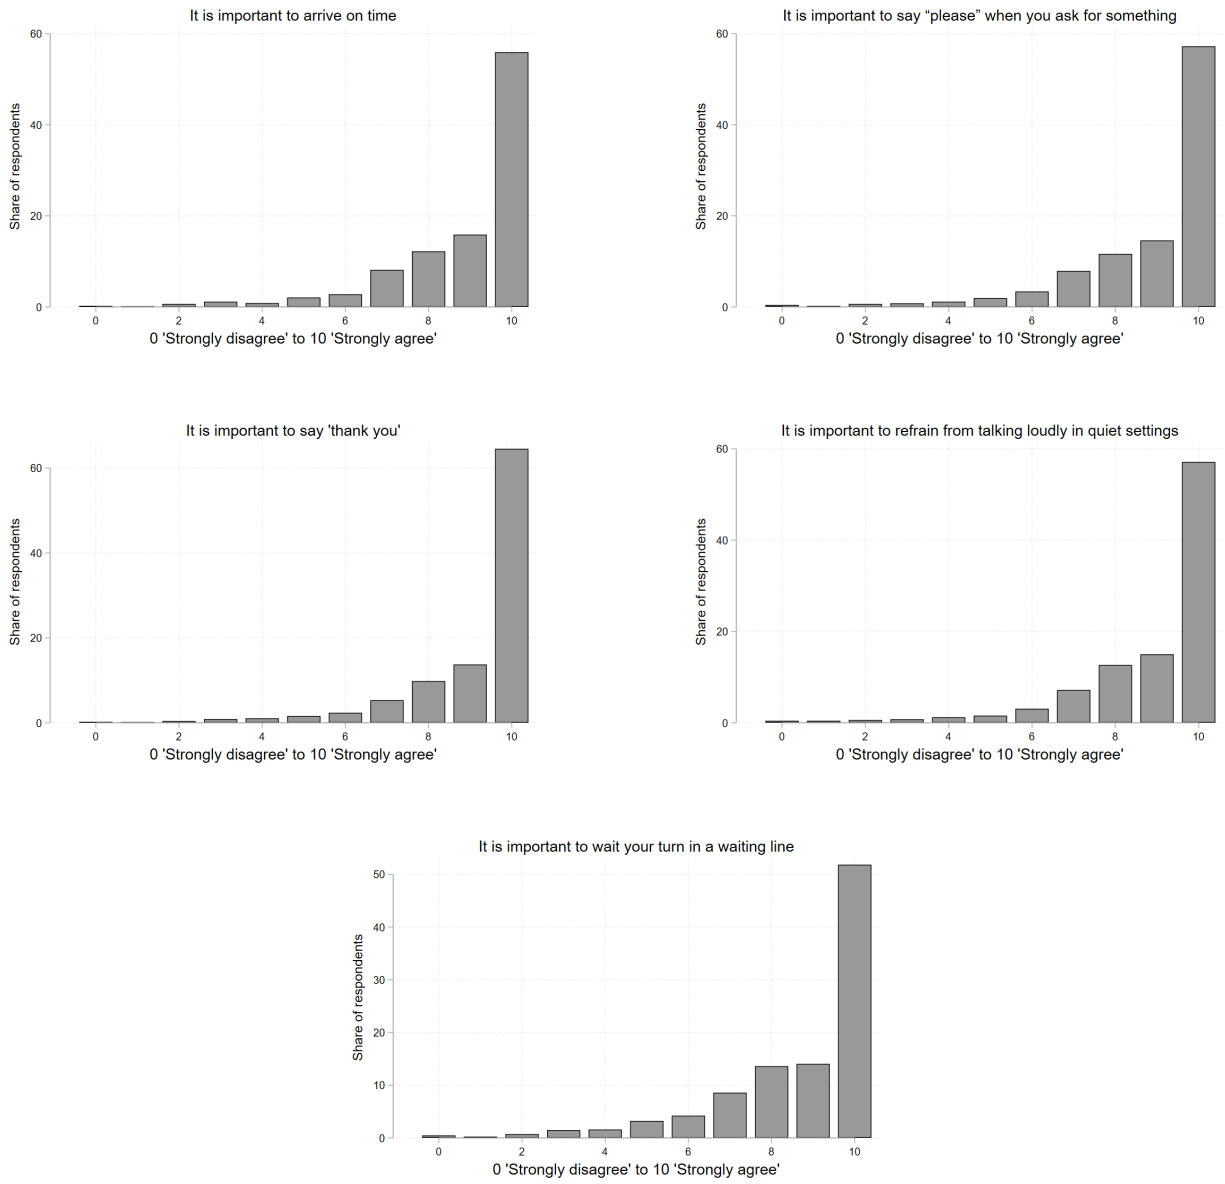 It is important to arrive on time
60
40
20
0
Share of respondents
0 2 4 6 8 10
0 'Strongly disagree' to 10 'Strongly agree'
It is important to say “please” when you ask for something
60
40
20
0
Share of respondents
0 2 4 6 8 10
0 'Strongly disagree' to 10 'Strongly agree'
It is important to say 'thank you'
60
40
20
0
Share of respondents
0 2 4 6 8 10
0 'Strongly disagree' to 10 'Strongly agree'
It is important to refrain from talking loudly in quiet settings
60
40
20
0
Share of respondents
0 2 4 6 8 10
0 'Strongly disagree' to 10 'Strongly agree'
It is important to wait your turn in a waiting line
50
40
30
20
10
0
Share of respondents
0 2 4 6 8 10
0 'Strongly disagree' to 10 'Strongly agree'